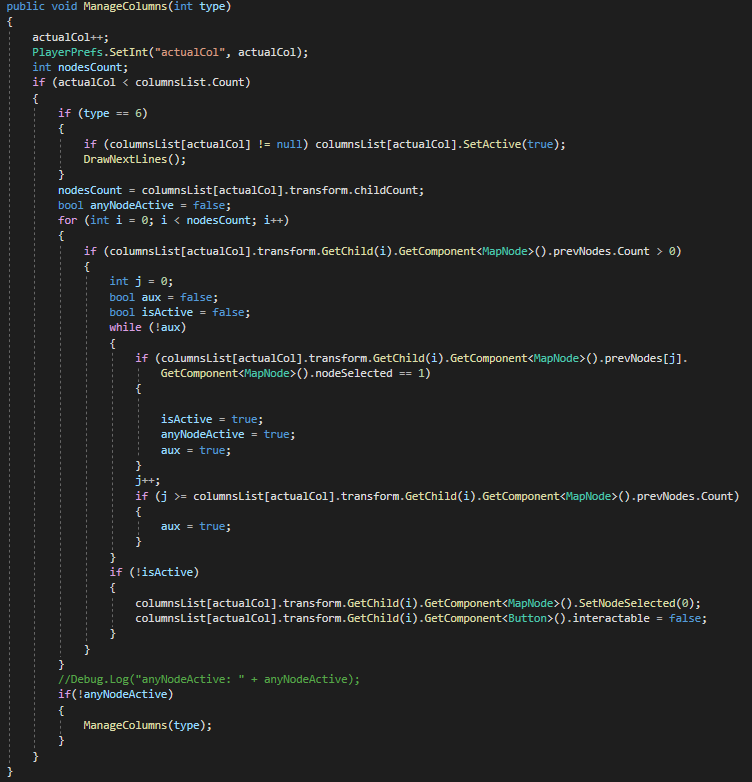 public void ManageColumns(int type)
{
    actualCol++;
    PlayerPrefs.SetInt("actualCol", actualCol);
    int nodesCount;
    if (actualCol < columnsList.Count)
    {
        if (type == 6)
        {
            if (columnsList[actualCol] != null) columnsList[actualCol].SetActive(true);
            DrawNextLines();
        }
        nodesCount = columnsList[actualCol].transform.childCount;
        bool anyNodeActive = false;
        for (int i = 0; i < nodesCount; i++)
        {
            if (columnsList[actualCol].transform.GetChild(i).GetComponent<MapNode>().prevNodes.Count > 0)
            {
                int j = 0;
                bool aux = false;
                bool isActive = false;
                while (!aux)
                {
                    if (columnsList[actualCol].transform.GetChild(i).GetComponent<MapNode>().prevNodes[j].
                        GetComponent<MapNode>().nodeSelected == 1)
                    {

                        isActive = true;
                        anyNodeActive = true;
                        aux = true;
                    }
                    j++;
                    if (j >= columnsList[actualCol].transform.GetChild(i).GetComponent<MapNode>().prevNodes.Count)
                    {
                        aux = true;
                    }
                }
                if (!isActive)
                {
                    columnsList[actualCol].transform.GetChild(i).GetComponent<MapNode>().SetNodeSelected(0);
                    columnsList[actualCol].transform.GetChild(i).GetComponent<Button>().interactable = false;
                }
            }
        }
        //Debug.Log("anyNodeActive: " + anyNodeActive);
        if(!anyNodeActive)
        {
            ManageColumns(type);
        }
    }
}